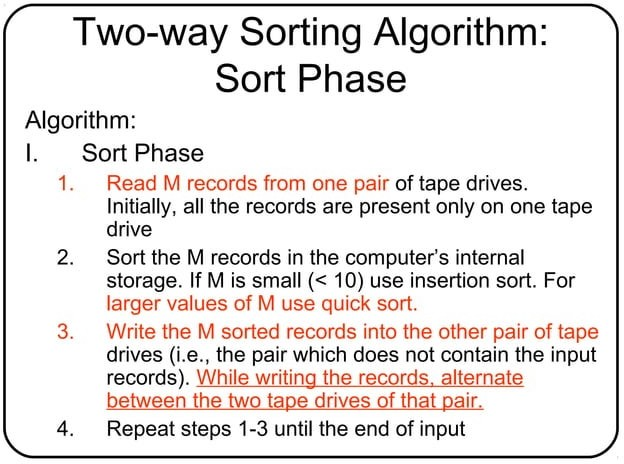 Two-way Sorting Algorithm:
Sort Phase
Algorithm:
I. Sort Phase
1. Read M records from one pair of tape drives.
Initially, all the records are present only on one tape
drive
2. Sort the M records in the computer’s internal
storage. If M is small (< 10) use insertion sort. For
larger values of M use quick sort.
3. Write the M sorted records into the other pair of tape
drives (i.e., the pair which does not contain the input
records). While writing the records, alternate
between the two tape drives of that pair.
4. Repeat steps 1-3 until the end of input